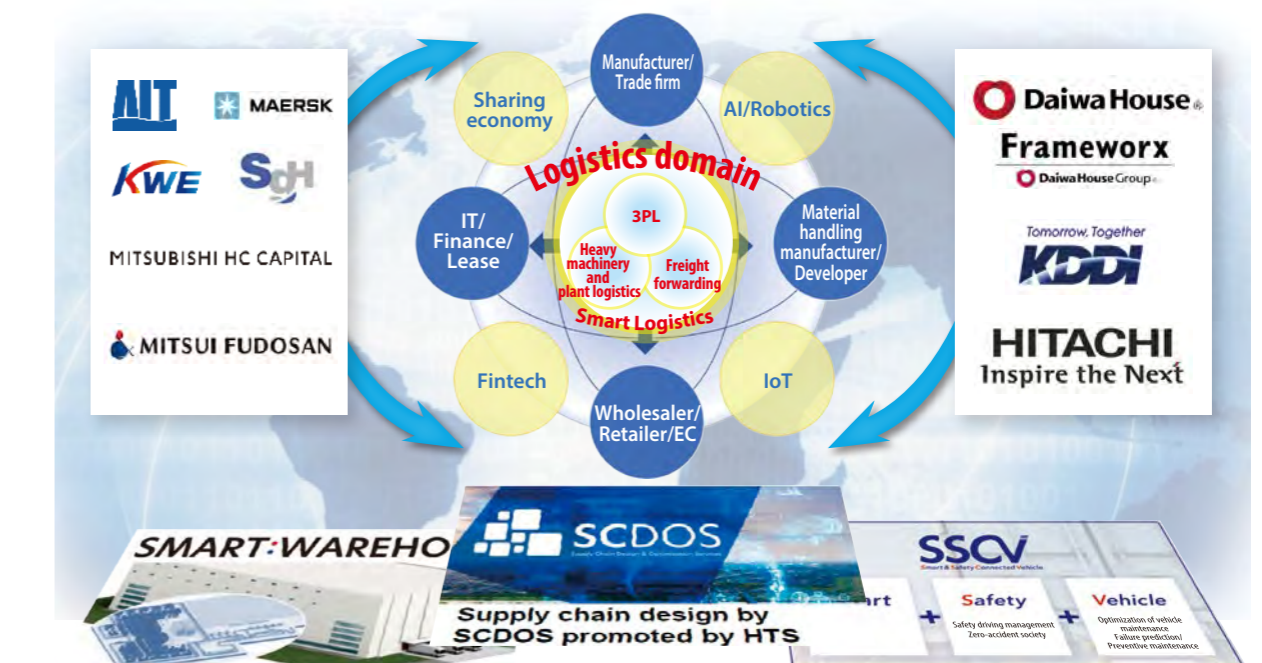 AIT
MAERSK
KWE
SGH
MITSUBISHI HC CAPITAL
MITSUI FUDOSAN
Manufacturer/
Trade firm
Sharing
economy
AI/Robotics
Logistics domain
3PL
Heavy
machinery
and
plant logistics
Freight
forwarding
Smart Logistics
IT/
Finance/
Lease
Material
handling
manufacturer/
Developer
Fintech
IoT
Wholesaler/
Retailer/EC
Daiwa House
Frameworx
Daiwa House Group
Tomorrow, Together
KDDI
HITACHI
Inspire the Next
SMART:WAREHO
SCDOS
Supply Chain Design & Optimization Services
Supply chain design by
SCDOS promoted by HTS
SSCV
Smart & Safety Connected Vehicle
art + Safety + Vehicle
Safety driving management
Zero-accident society
Optimization of vehicle
maintenance
Failure prediction/
Preventive maintenance